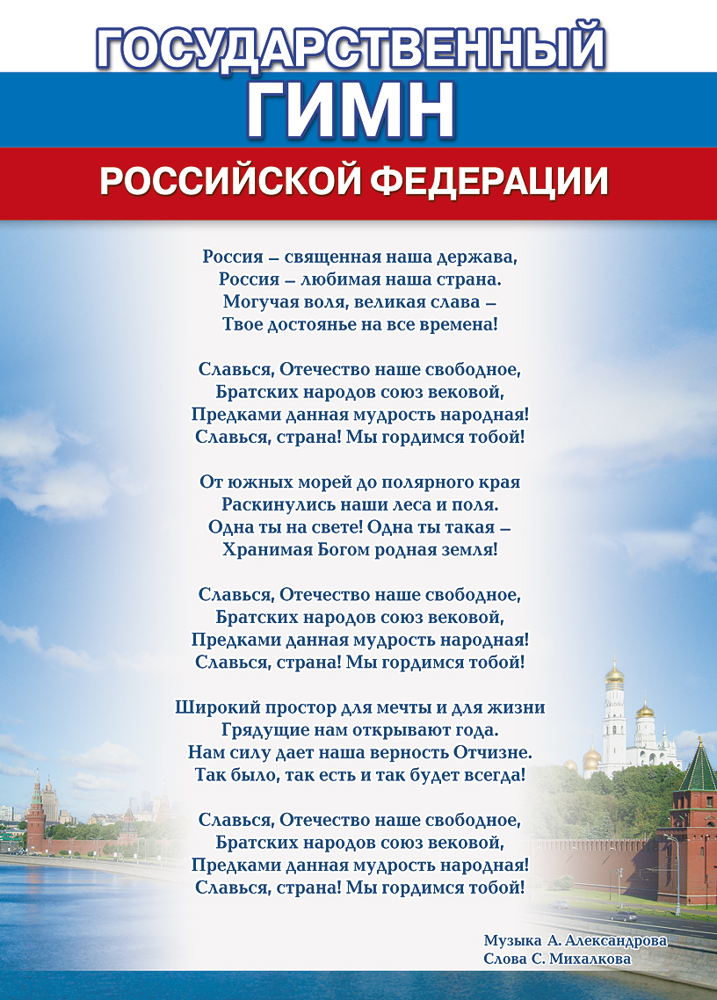 ГОСУДАРСТВЕННЫЙ
ГИМН
РОССИЙСКОЙ ФЕДЕРАЦИИ
Россия – священная наша держава,
Россия – любимая наша страна.
Могучая воля, великая слава –
Твое достоянье на все времена!
Славься, Отечество наше свободное,
Братских народов союз вековой,
Предками данная мудрость народная!
Славься, страна! Мы гордимся тобой!
От южных морей до полярного края
Раскинулись наши леса и поля.
Одна ты на свете! Одна ты такая –
Хранимая Богом родная земля!
Славься, Отечество наше свободное,
Братских народов союз вековой,
Предками данная мудрость народная!
Славься, страна! Мы гордимся тобой!
Широкий простор для мечты и для жизни
Грядущие нам открывают года.
Нам силу дает наша верность Отчизне.
Так было, так есть и так будет всегда!
Славься, Отечество наше свободное,
Братских народов союз вековой,
Предками данная мудрость народная!
Славься, страна! Мы гордимся тобой!
Музыка А. Александрова
Слова С. Михалкова